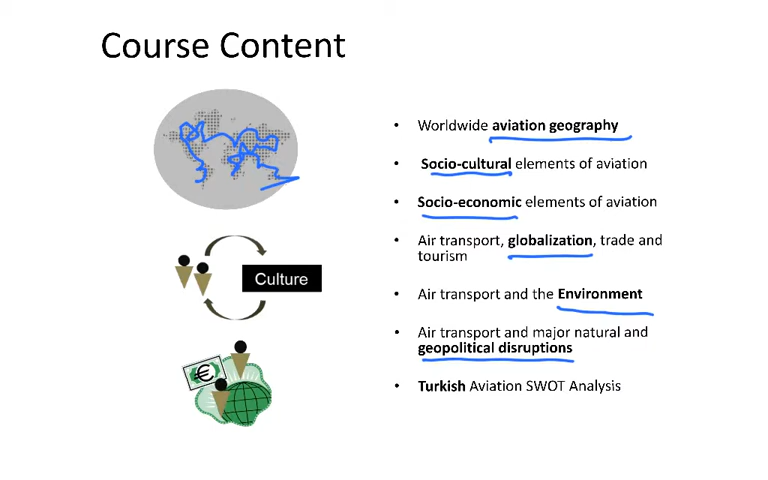 Course Content
• Worldwide aviation geography
• Socio-cultural elements of aviation
• Socio-economic elements of aviation
• Air transport, globalization, trade and
tourism
Culture
• Air transport and the Environment
• Air transport and major natural and
geopolitical disruptions
€
• Turkish Aviation SWOT Analysis